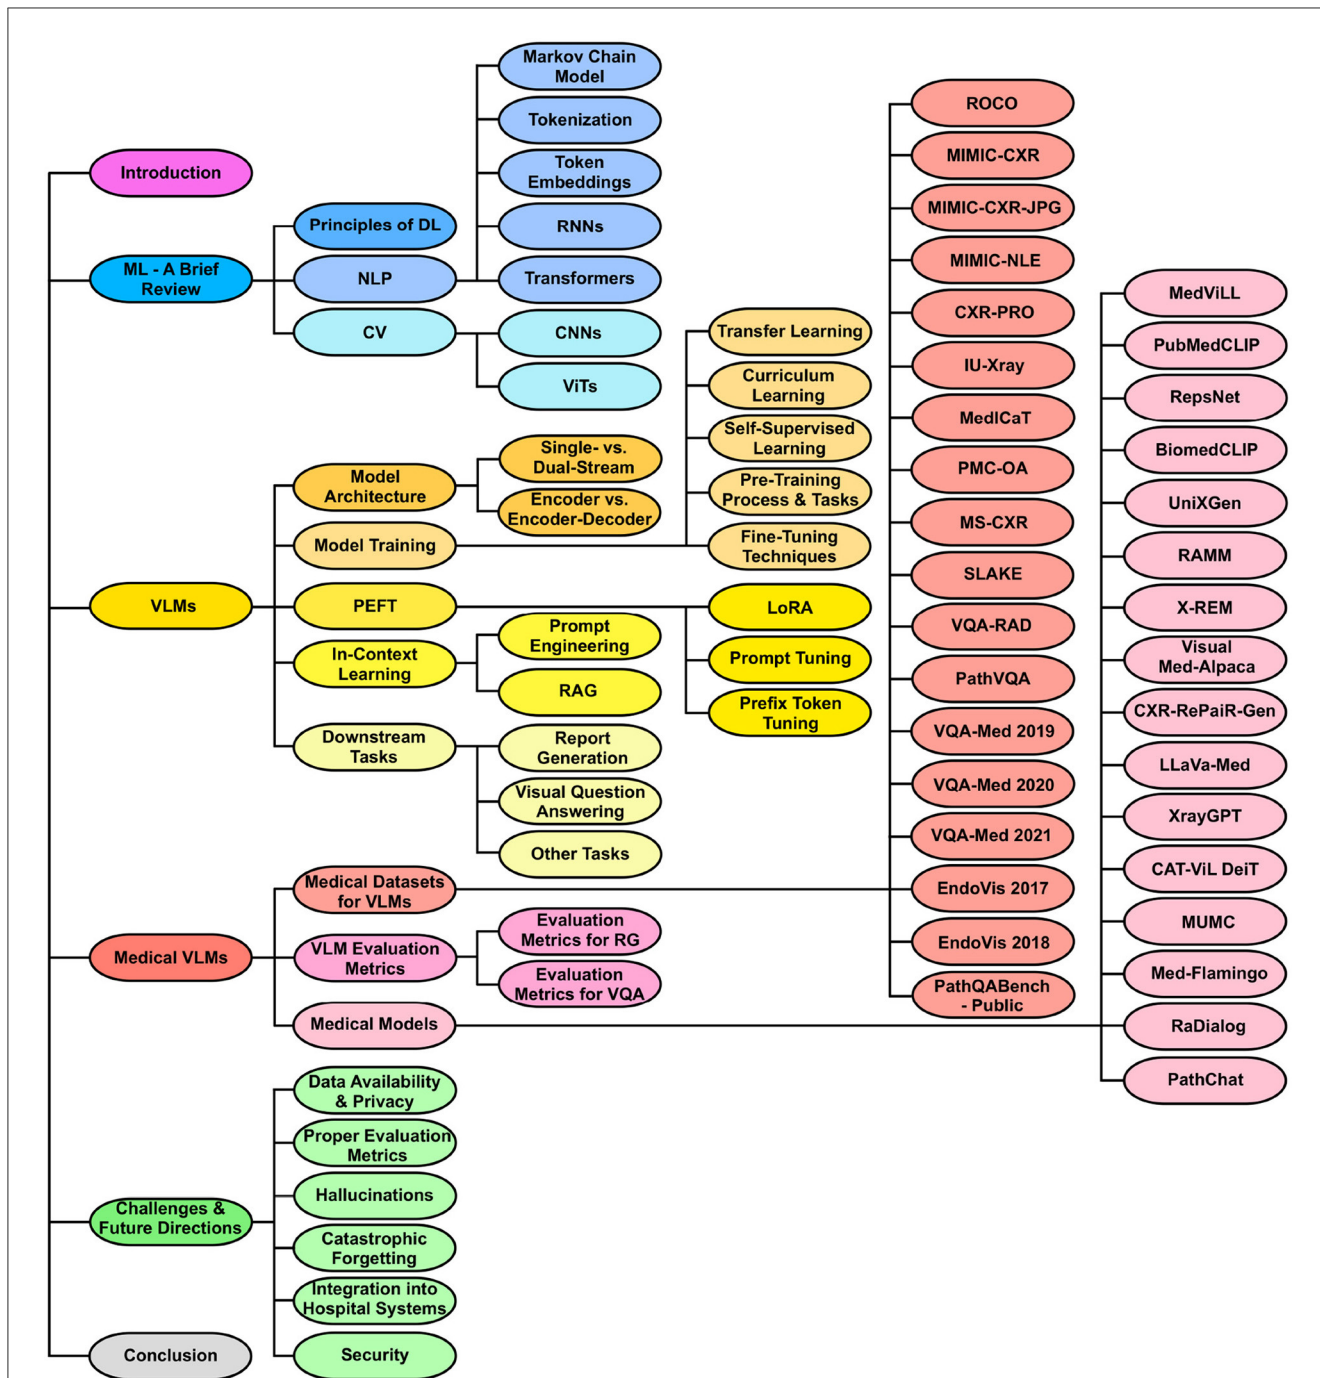 Introduction
ML - A Brief
Review
Principles of DL
NLP
Markov Chain
Model
Tokenization
Token
Embeddings
RNNs
Transformers
CV
CNNs
ViTs
VLMs
Model
Architecture
Single- vs.
Dual-Stream
Encoder vs.
Encoder-Decoder
Model Training
Transfer Learning
Curriculum
Learning
Self-Supervised
Learning
Pre-Training
Process & Tasks
Fine-Tuning
Techniques
PEFT
LoRA
Prompt Tuning
Prefix Token
Tuning
In-Context
Learning
Prompt
Engineering
RAG
Downstream
Tasks
Report
Generation
Visual Question
Answering
Other Tasks
Medical VLMs
Medical Datasets
for VLMs
ROCO
MIMIC-CXR
MIMIC-CXR-JPG
MIMIC-NLE
CXR-PRO
IU-Xray
MedICaT
PMC-OA
MS-CXR
SLAKE
VQA-RAD
PathVQA
VQA-Med 2019
VQA-Med 2020
VQA-Med 2021
EndoVis 2017
EndoVis 2018
PathQABench
- Public
VLM Evaluation
Metrics
Evaluation
Metrics for RG
Evaluation
Metrics for VQA
Medical Models
MedViLL
PubMedCLIP
RepsNet
BiomedCLIP
UniXGen
RAMM
X-REM
Visual
Med-Alpaca
CXR-RePaiR-Gen
LLaVa-Med
XrayGPT
CAT-ViL DeiT
MUMC
Med-Flamingo
RaDialog
PathChat
Challenges &
Future Directions
Data Availability
& Privacy
Proper Evaluation
Metrics
Hallucinations
Catastrophic
Forgetting
Integration into
Hospital Systems
Security
Conclusion